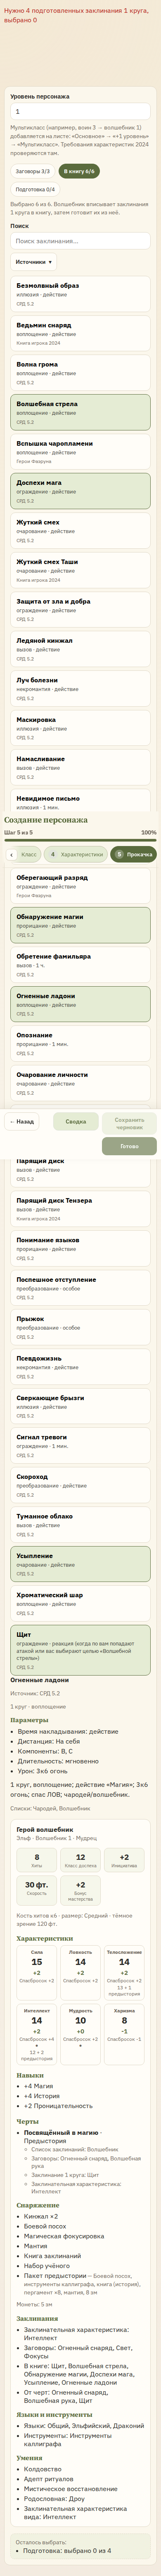 Нужно 4 подготовленных заклинания 1 круга,
выбрано 0
Уровень персонажа
1
Мультикласс (например, воин 3 → волшебник 1)
добавляется на листе: «Основное» → «+1 уровень»
→ «Мультикласс». Требования характеристик 2024
проверяются там.
Заговоры 3/3
В книгу 6/6
Подготовка 0/4
Выбрано 6 из 6. Волшебник вписывает заклинания
1 круга в книгу, затем готовит их из неё.
Поиск
Поиск заклинания...
Источники ▾
Безмолвный образ
иллюзия · действие
СРД 5.2
Ведьмин снаряд
воплощение · действие
Книга игрока 2024
Волна грома
воплощение · действие
СРД 5.2
Волшебная стрела
воплощение · действие
СРД 5.2
Вспышка чаропламени
воплощение · действие
Герои Фаэруна
Доспехи мага
ограждение · действие
СРД 5.2
Жуткий смех
очарование · действие
СРД 5.2
Жуткий смех Таши
очарование · действие
Книга игрока 2024
Защита от зла и добра
ограждение · действие
СРД 5.2
Ледяной кинжал
вызов · действие
СРД 5.2
Луч болезни
некромантия · действие
СРД 5.2
Маскировка
иллюзия · действие
СРД 5.2
Намасливание
вызов · действие
СРД 5.2
Невидимое письмо
иллюзия · 1 мин.
Создание персонажа
Шаг 5 из 5
100%
‹
Класс
4 Характеристики
5 Прокачка
Оберегающий разряд
ограждение · действие
Герои Фаэруна
Обнаружение магии
прорицание · действие
СРД 5.2
Обретение фамильяра
вызов · 1 ч.
СРД 5.2
Огненные ладони
воплощение · действие
СРД 5.2
Опознание
прорицание · 1 мин.
СРД 5.2
Очарование личности
очарование · действие
СРД 5.2
← Назад
Сводка
Сохранить
черновик
Готово
Парящий диск
вызов · действие
СРД 5.2
Парящий диск Тензера
вызов · действие
Книга игрока 2024
Понимание языков
прорицание · действие
СРД 5.2
Поспешное отступление
преобразование · особое
СРД 5.2
Прыжок
преобразование · особое
СРД 5.2
Псевдожизнь
некромантия · действие
СРД 5.2
Сверкающие брызги
иллюзия · действие
СРД 5.2
Сигнал тревоги
ограждение · 1 мин.
СРД 5.2
Скороход
преобразование · действие
СРД 5.2
Туманное облако
вызов · действие
СРД 5.2
Усыпление
очарование · действие
СРД 5.2
Хроматический шар
воплощение · действие
СРД 5.2
Щит
ограждение · реакция (когда по вам попадают
атакой или вас выбирают целью «Волшебной
стрелы»)
СРД 5.2
Огненные ладони
Источник: СРД 5.2
1 круг · воплощение
Параметры
• Время накладывания: действие
• Дистанция: На себя
• Компоненты: В, С
• Длительность: мгновенно
• Урон: 3к6 огонь
1 круг, воплощение; действие «Магия»; 3к6
огонь; спас ЛОВ; чародей/волшебник.
Списки: Чародей, Волшебник
Герой волшебник
Эльф · Волшебник 1 · Мудрец
8
Хиты
12
Класс доспеха
+2
Инициатива
30 фт.
Скорость
+2
Бонус
мастерства
Кость хитов к6 · размер: Средний · тёмное
зрение 120 фт.
Характеристики
Сила
15
+2
Спасбросок +2
Ловкость
14
+2
Спасбросок +2
Телосложение
14
+2
Спасбросок +2
13 + 1
предыстория
Интеллект
14
+2
Спасбросок +4
•
12 + 2
предыстория
Мудрость
10
+0
Спасбросок +2
•
Харизма
8
-1
Спасбросок -1
Навыки
• +4 Магия
• +4 История
• +2 Проницательность
Черты
• Посвящённый в магию ·
Предыстория
Список заклинаний: Волшебник
Заговоры: Огненный снаряд, Волшебная
рука
Заклинание 1 круга: Щит
Заклинательная характеристика:
Интеллект
Снаряжение
• Кинжал ×2
• Боевой посох
• Магическая фокусировка
• Мантия
• Книга заклинаний
• Набор учёного
• Пакет предыстории — Боевой посох,
инструменты каллиграфа, книга (история),
пергамент ×8, мантия, 8 зм
Монеты: 5 зм
Заклинания
• Заклинательная характеристика:
Интеллект
• Заговоры: Огненный снаряд, Свет,
Фокусы
• В книге: Щит, Волшебная стрела,
Обнаружение магии, Доспехи мага,
Усыпление, Огненные ладони
• От черт: Огненный снаряд,
Волшебная рука, Щит
Языки и инструменты
• Языки: Общий, Эльфийский, Драконий
• Инструменты: Инструменты
каллиграфа
Умения
• Колдовство
• Адепт ритуалов
• Мистическое восстановление
• Родословная: Дроу
• Заклинательная характеристика
вида: Интеллект
Осталось выбрать:
• Подготовка: выбрано 0 из 4